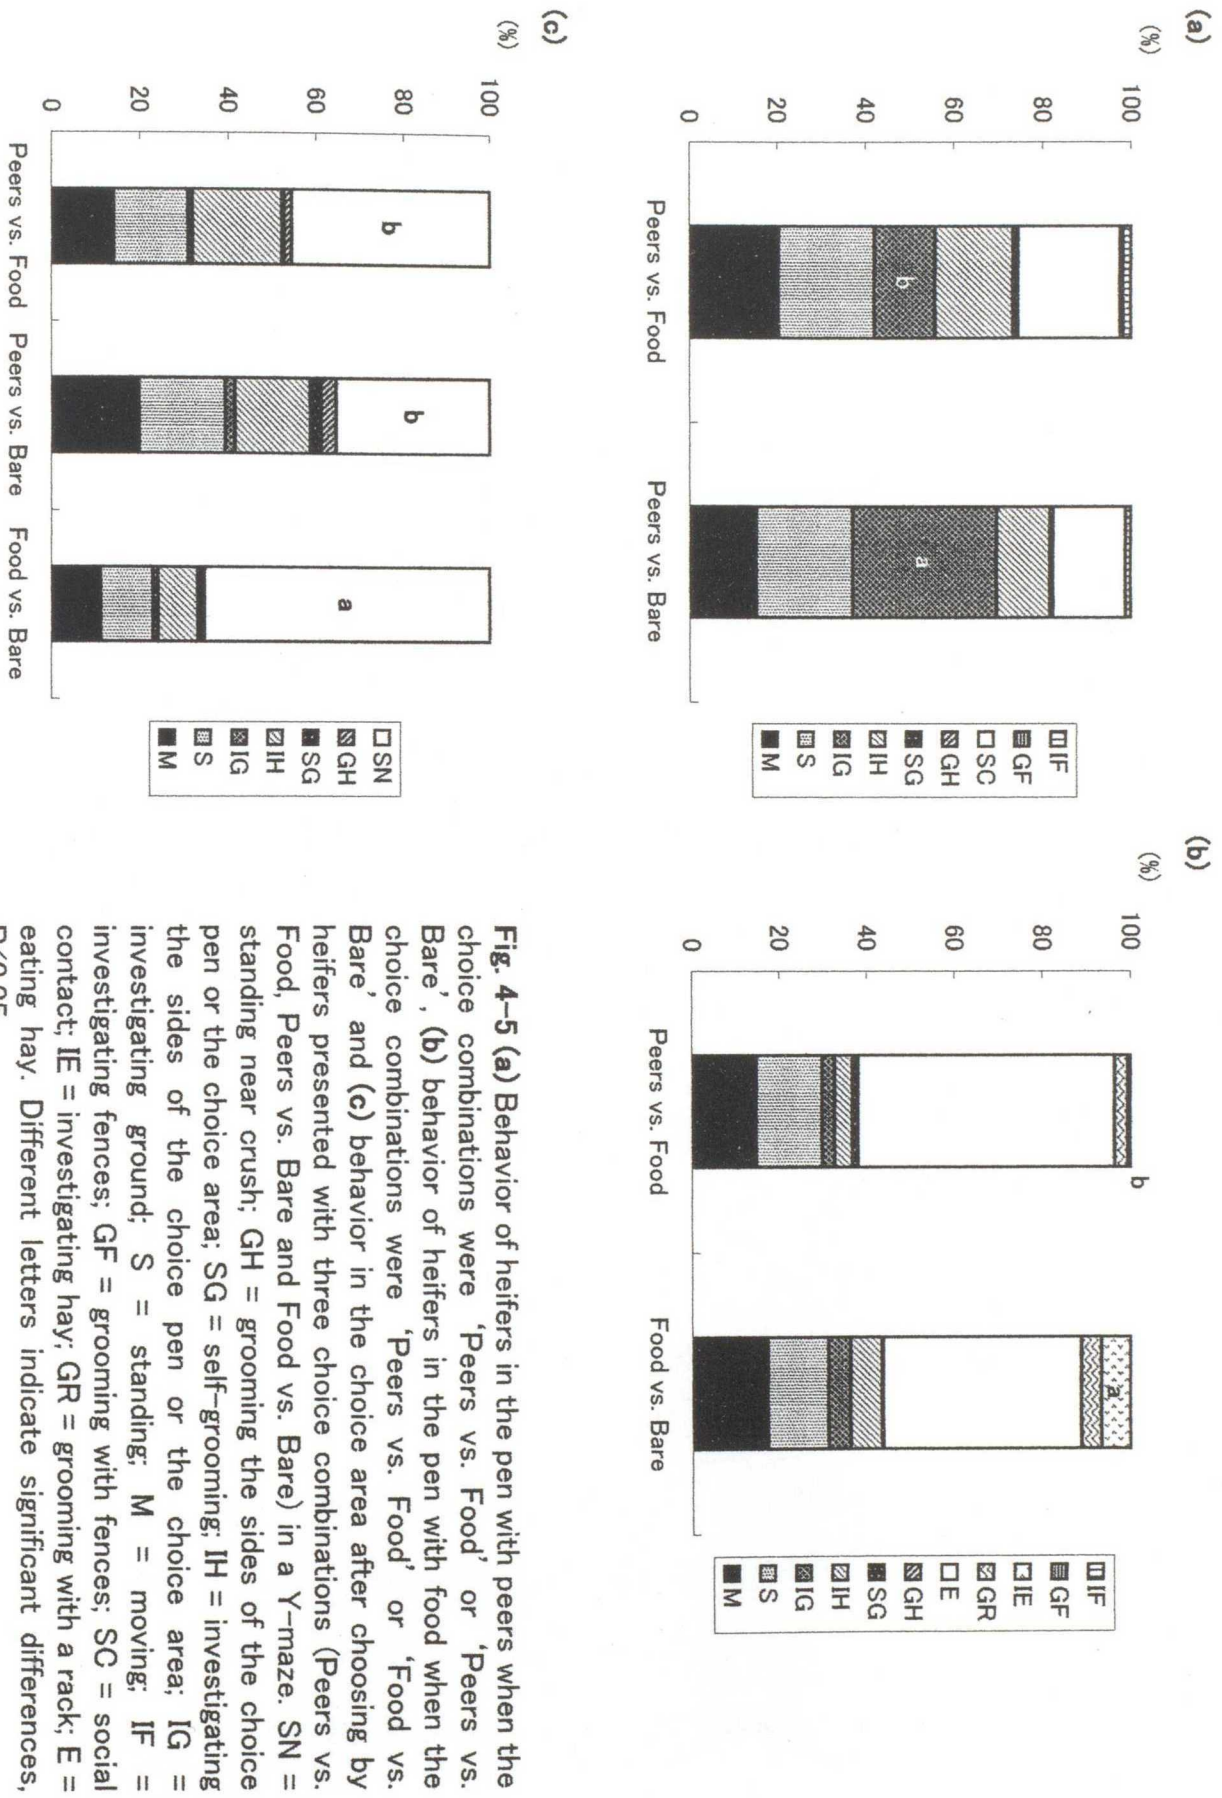 (a)
(%)
100
80
60
40
20
0
b
a
Peers vs. Food
Peers vs. Bare
IF
GF
SC
GH
SG
IH
IG
S
M
(b)
(%)
100
80
60
40
20
0
b
a
Peers vs. Food
Food vs. Bare
IF
GF
IE
GR
E
GH
SG
IH
IG
S
M
(c)
(%)
100
80
60
40
20
0
b
b
a
Peers vs. Food
Peers vs. Bare
Food vs. Bare
SN
GH
SG
IH
IG
S
M
Fig. 4-5 (a) Behavior of heifers in the pen with peers when the
choice combinations were 'Peers vs. Food' or 'Peers vs.
Bare', (b) behavior of heifers in the pen with food when the
choice combinations were 'Peers vs. Food' or 'Food vs.
Bare' and (c) behavior in the choice area after choosing by
heifers presented with three choice combinations (Peers vs.
Food, Peers vs. Bare and Food vs. Bare) in a Y-maze. SN =
standing near crush; GH = grooming the sides of the choice
pen or the choice area; SG = self-grooming; IH = investigating
the sides of the choice pen or the choice area; IG =
investigating ground; S = standing; M = moving; IF =
investigating fences; GF = grooming with fences; SC = social
contact; IE = investigating hay; GR = grooming with a rack; E =
eating hay. Different letters indicate significant differences,